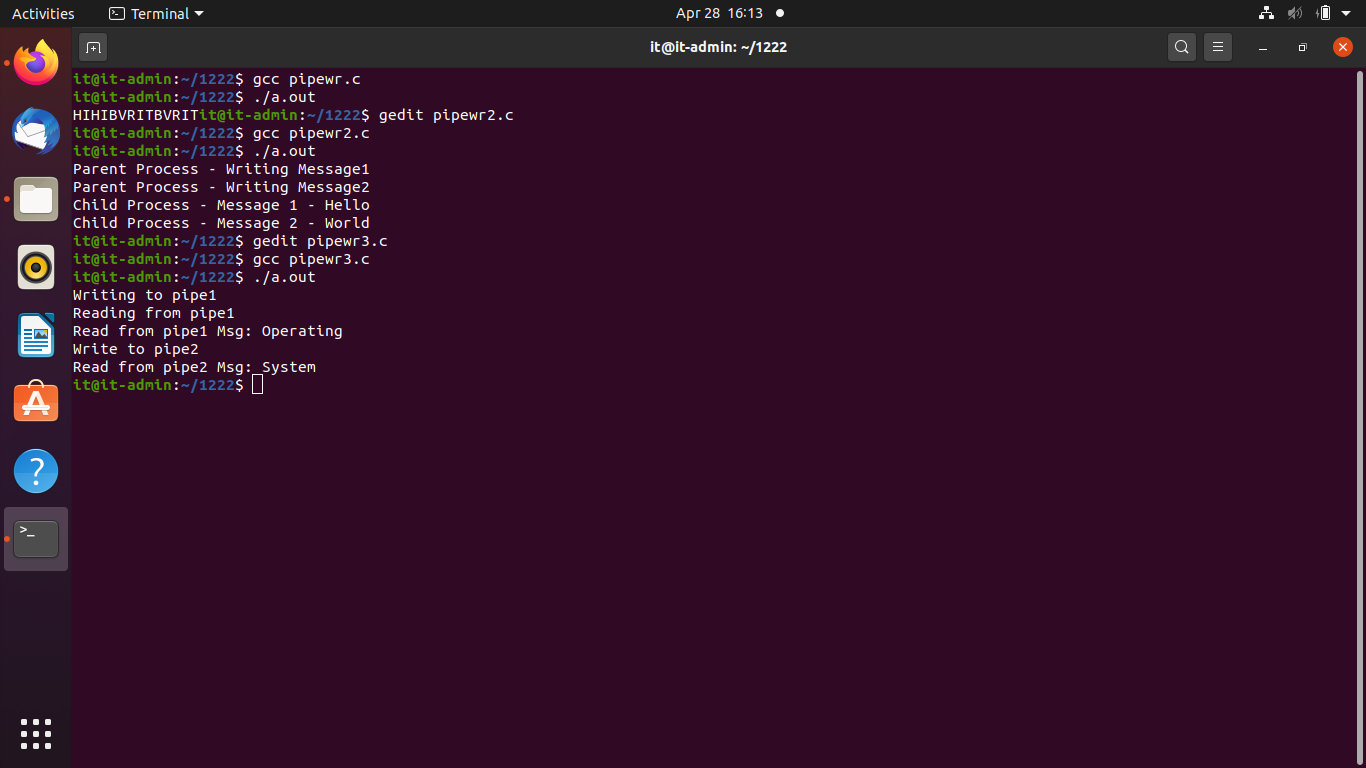 Activities Terminal Apr 28 16:13
it@it-admin: ~/1222
it@it-admin:~/1222$ gcc pipewr.c
it@it-admin:~/1222$ ./a.out
HIHIBVRITBVRITit@it-admin:~/1222$ gedit pipewr2.c
it@it-admin:~/1222$ gcc pipewr2.c
it@it-admin:~/1222$ ./a.out
Parent Process - Writing Message1
Parent Process - Writing Message2
Child Process - Message 1 - Hello
Child Process - Message 2 - World
it@it-admin:~/1222$ gedit pipewr3.c
it@it-admin:~/1222$ gcc pipewr3.c
it@it-admin:~/1222$ ./a.out
Writing to pipe1
Reading from pipe1
Read from pipe1 Msg: Operating
Write to pipe2
Read from pipe2 Msg: System
it@it-admin:~/1222$